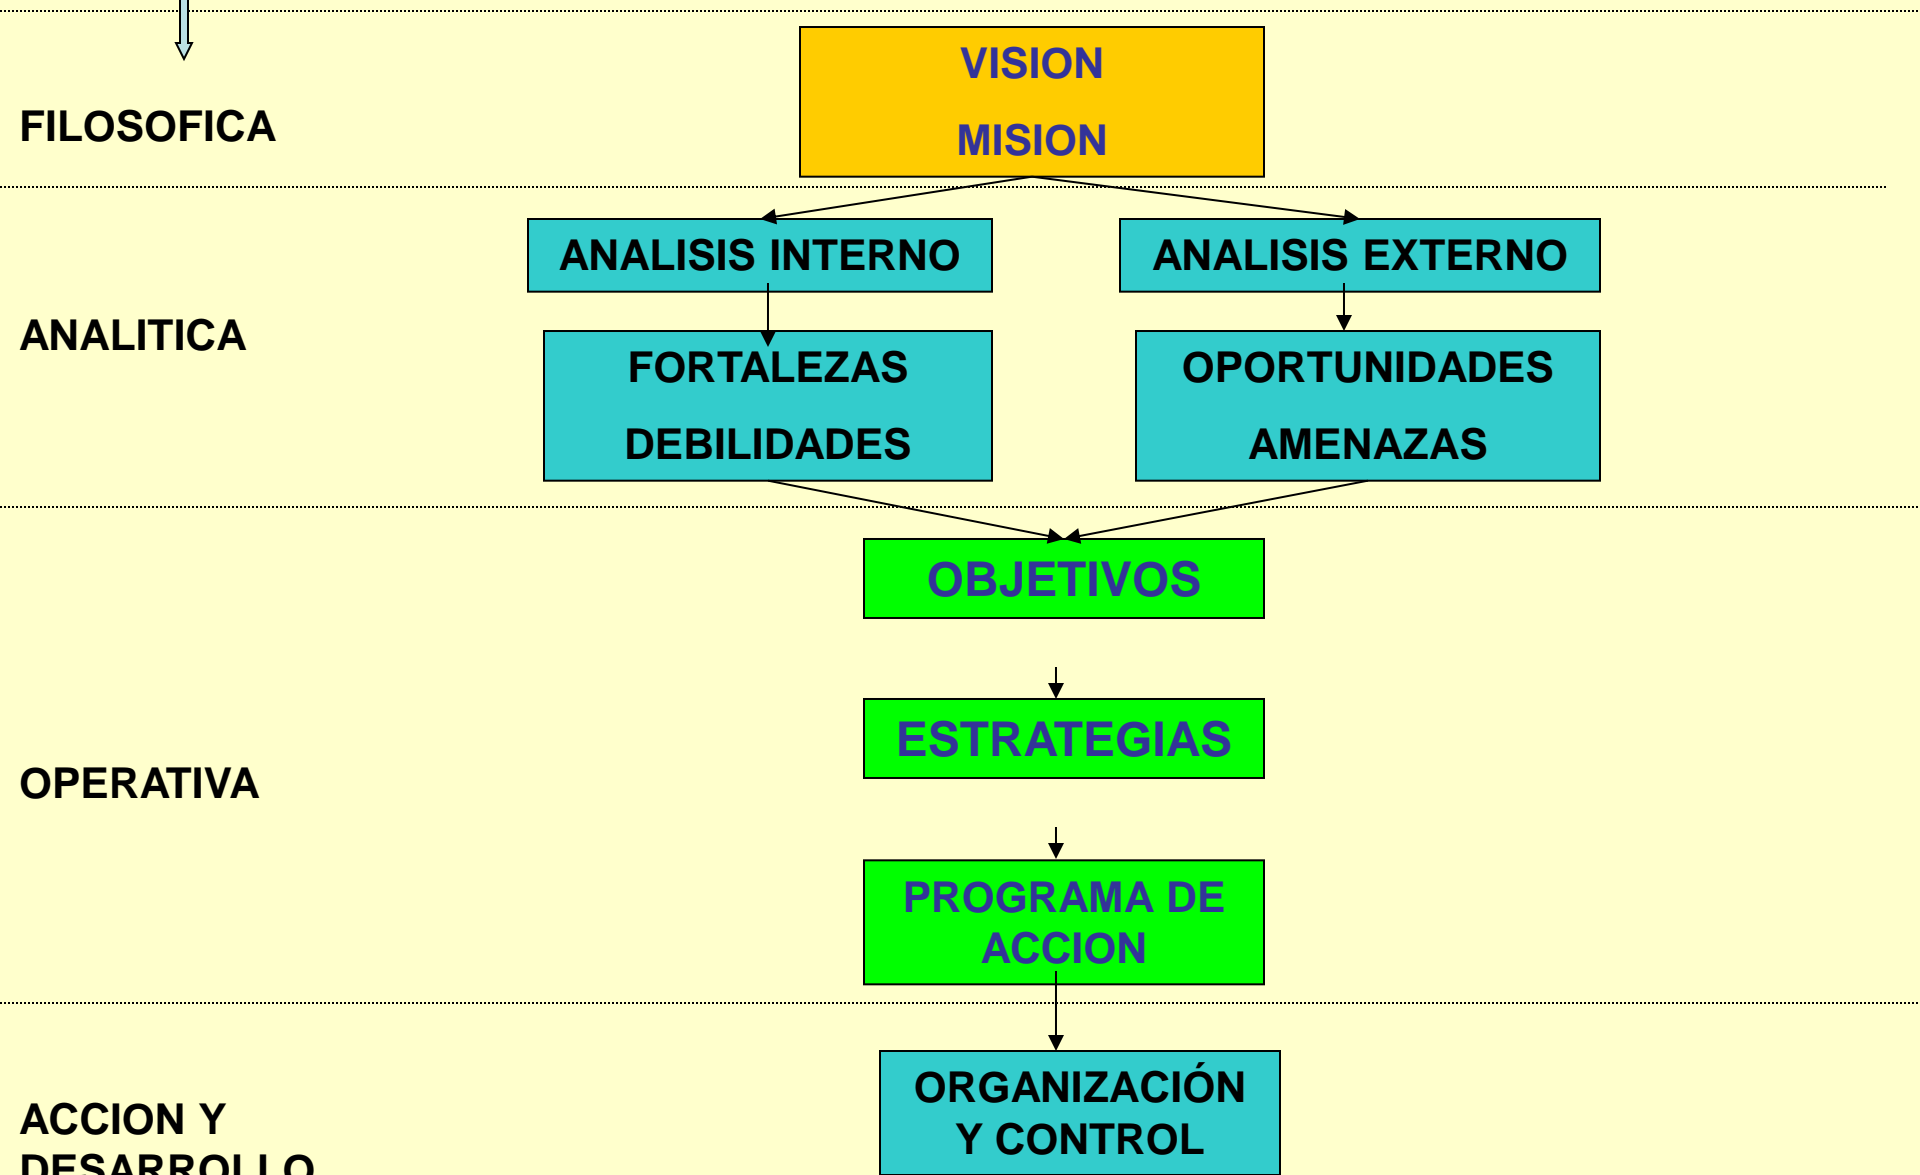 FILOSOFICA
VISION
MISION
ANALITICA
ANALISIS INTERNO
ANALISIS EXTERNO
FORTALEZAS
DEBILIDADES
OPORTUNIDADES
AMENAZAS
OPERATIVA
OBJETIVOS
ESTRATEGIAS
PROGRAMA DE
ACCION
ACCION Y
DESARROLLO
ORGANIZACIÓN
Y CONTROL